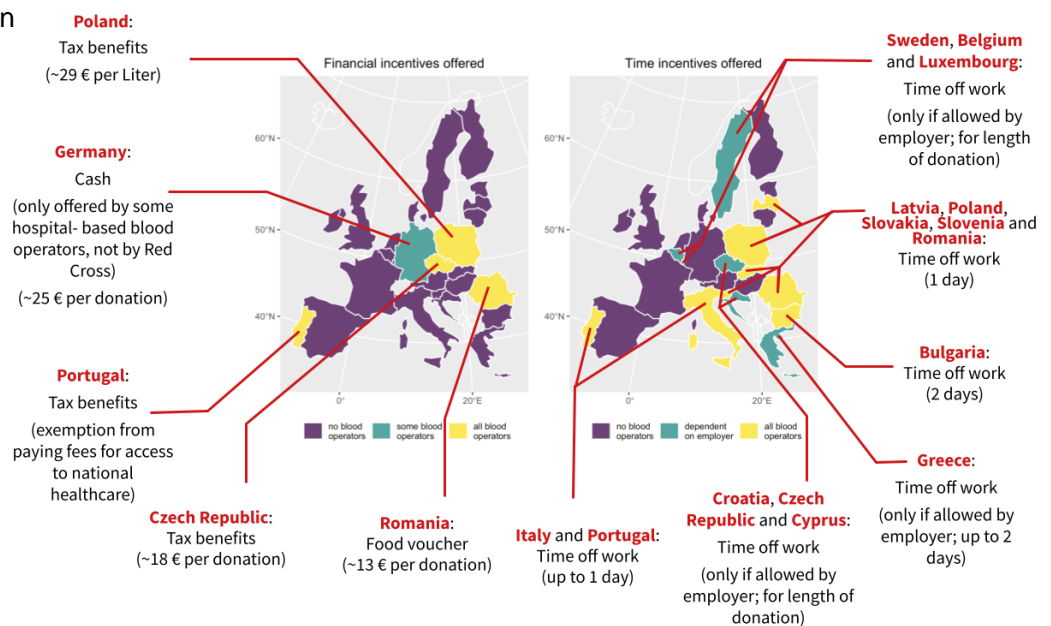 n
Poland:
Tax benefits
(~29 € per Liter)
Germany:
Cash
(only offered by some
hospital- based blood
operators, not by Red
Cross)
(~25 € per donation)
Portugal:
Tax benefits
(exemption from
paying fees for access
to national
healthcare)
Czech Republic:
Tax benefits
(~18 € per donation)
Romania:
Food voucher
(~13 € per donation)
Financial incentives offered
60°N
50°N
40°N
0°
20°E
no blood
operators
some blood
operators
all blood
operators
Time incentives offered
60°N
50°N
40°N
0°
20°E
no blood
operators
dependent
on employer
all blood
operators
Italy and Portugal:
Time off work
(up to 1 day)
Croatia, Czech
Republic and Cyprus:
Time off work
(only if allowed by
employer; for length of
donation)
Sweden, Belgium
and Luxembourg:
Time off work
(only if allowed by
employer; for length
of donation)
Latvia, Poland,
Slovakia, Slovenia and
Romania:
Time off work
(1 day)
Bulgaria:
Time off work
(2 days)
Greece:
Time off work
(only if allowed by
employer; up to 2
days)